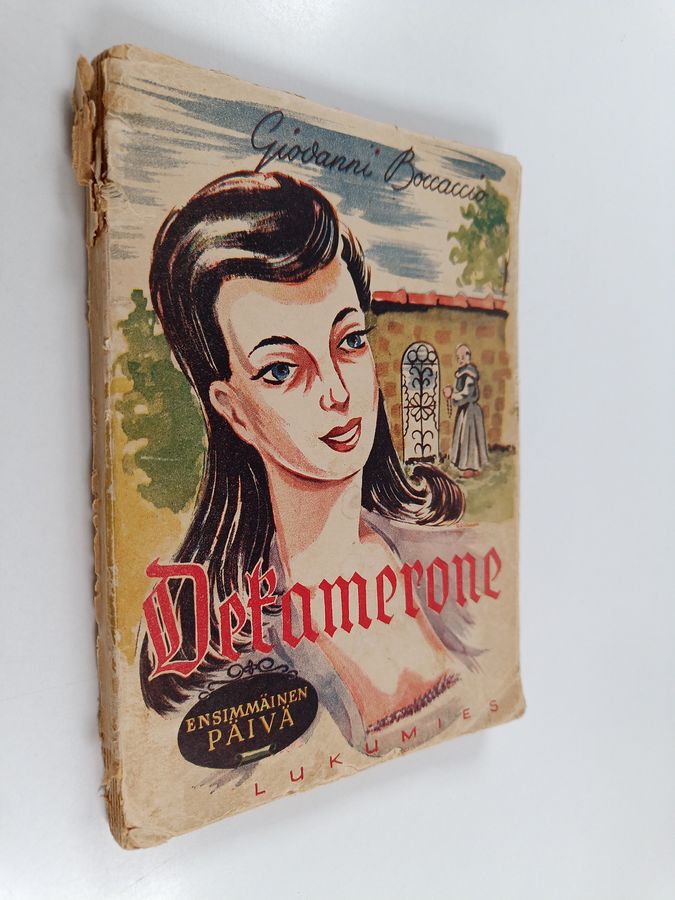 Giovanni Boccaccio
Dekamerone
ENSIMMÄINEN
PÄIVÄ
LUKUMIES